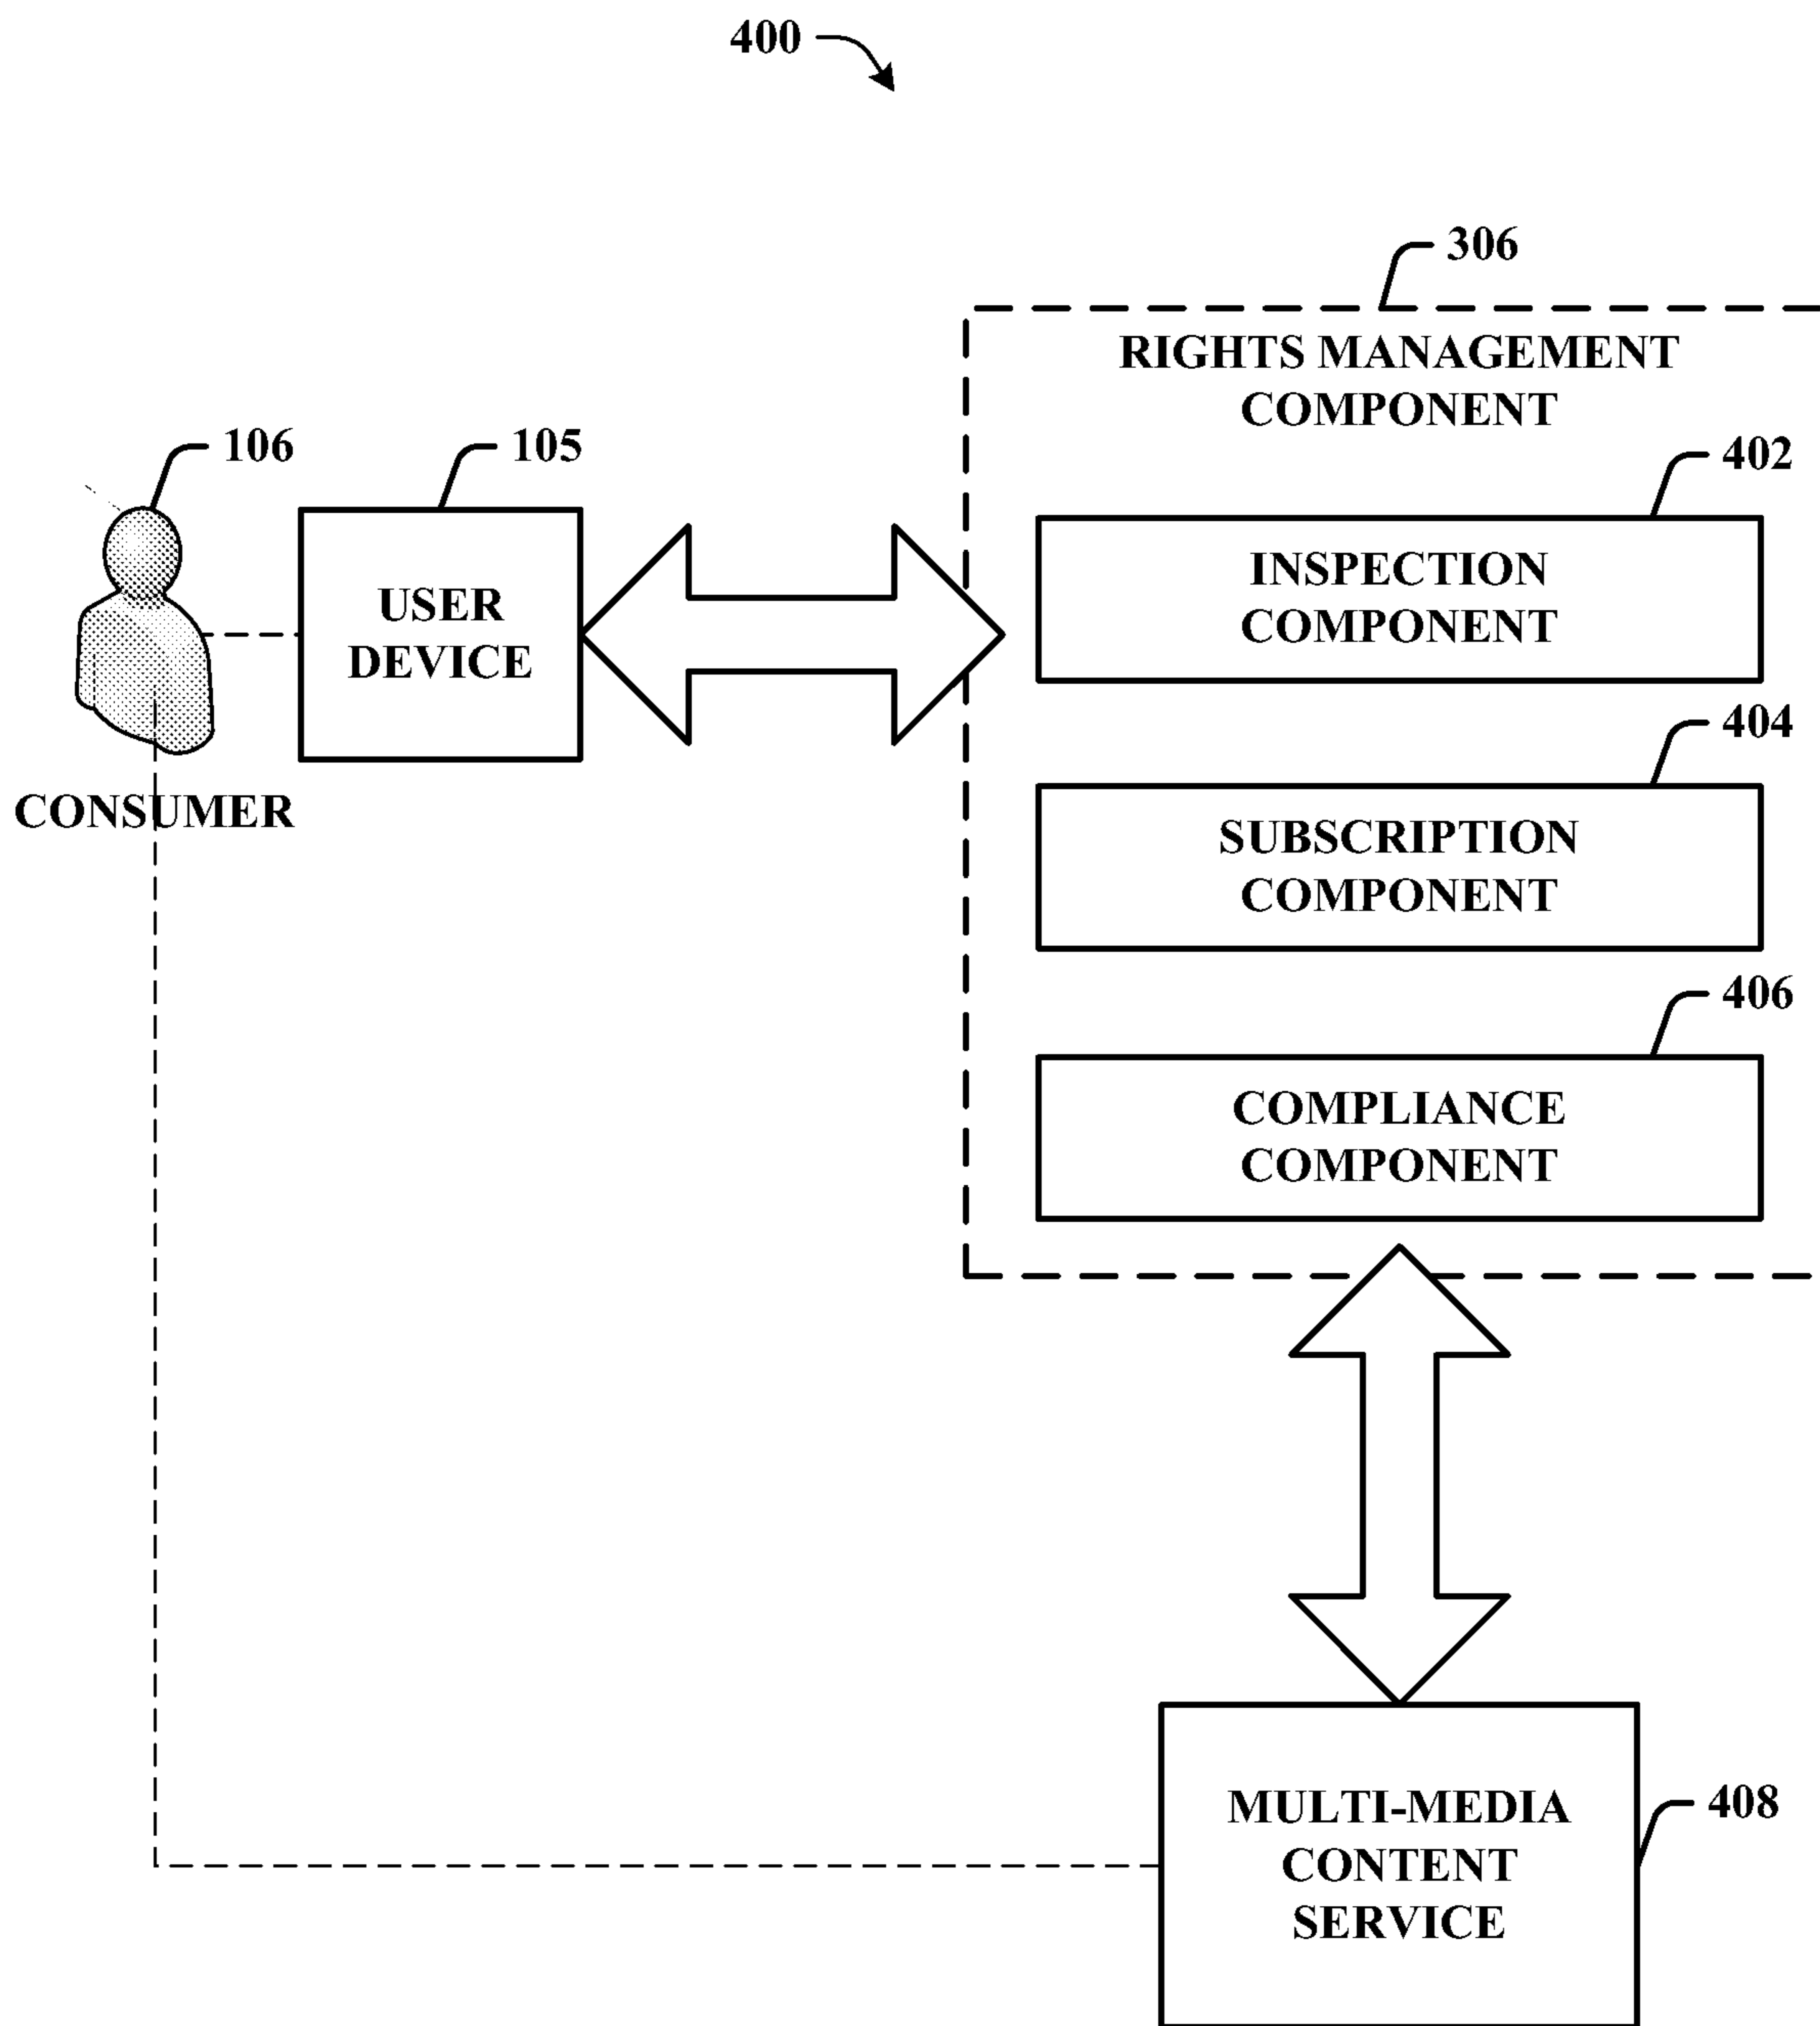 400
306
RIGHTS MANAGEMENT
COMPONENT
106
105
402
USER
DEVICE
INSPECTION
COMPONENT
404
CONSUMER
SUBSCRIPTION
COMPONENT
406
COMPLIANCE
COMPONENT
408
MULTI-MEDIA
CONTENT
SERVICE